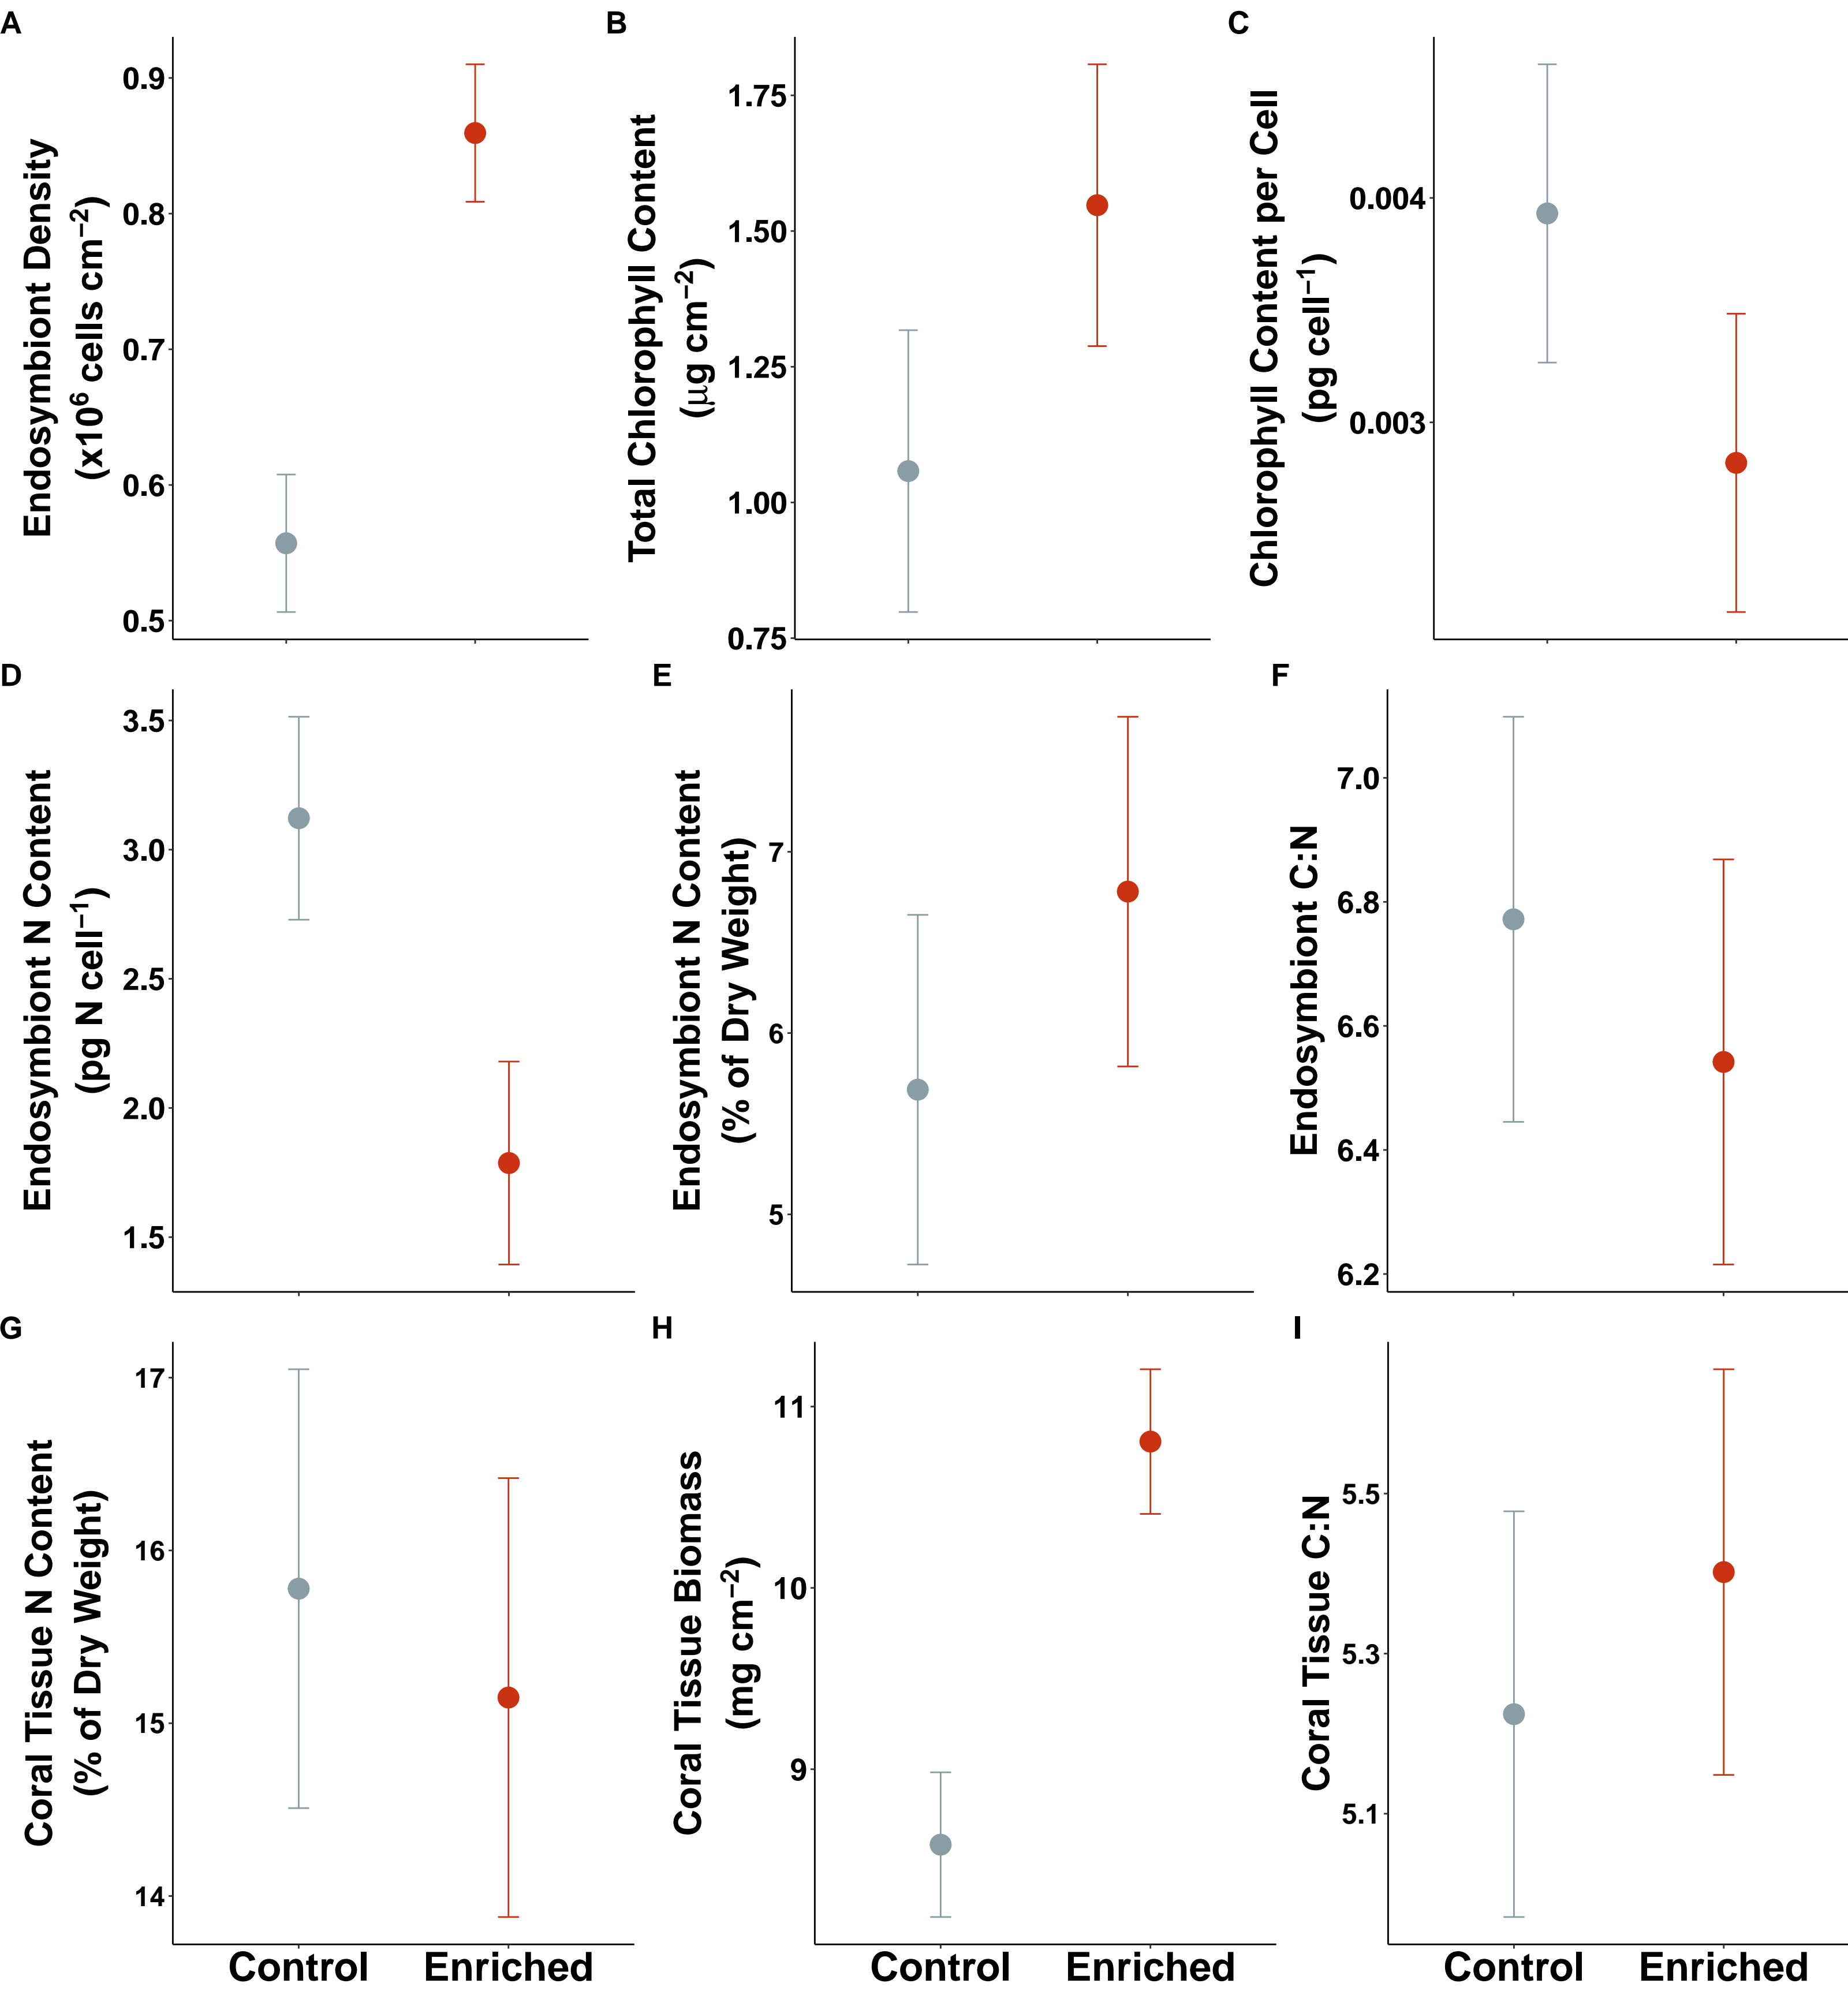 A
Endosymbiont Density
(x10⁶ cells cm⁻²)
0.9
0.8
0.7
0.6
0.5
B
Total Chlorophyll Content
(μg cm⁻²)
1.75
1.50
1.25
1.00
0.75
C
Chlorophyll Content per Cell
(pg cell⁻¹)
0.004
0.003
D
Endosymbiont N Content
(pg N cell⁻¹)
3.5
3.0
2.5
2.0
1.5
E
Endosymbiont N Content
(% of Dry Weight)
7
6
5
F
Endosymbiont C:N
7.0
6.8
6.6
6.4
6.2
G
Coral Tissue N Content
(% of Dry Weight)
17
16
15
14
Control Enriched
H
Coral Tissue Biomass
(mg cm⁻²)
11
10
9
Control Enriched
I
Coral Tissue C:N
5.5
5.3
5.1
Control Enriched